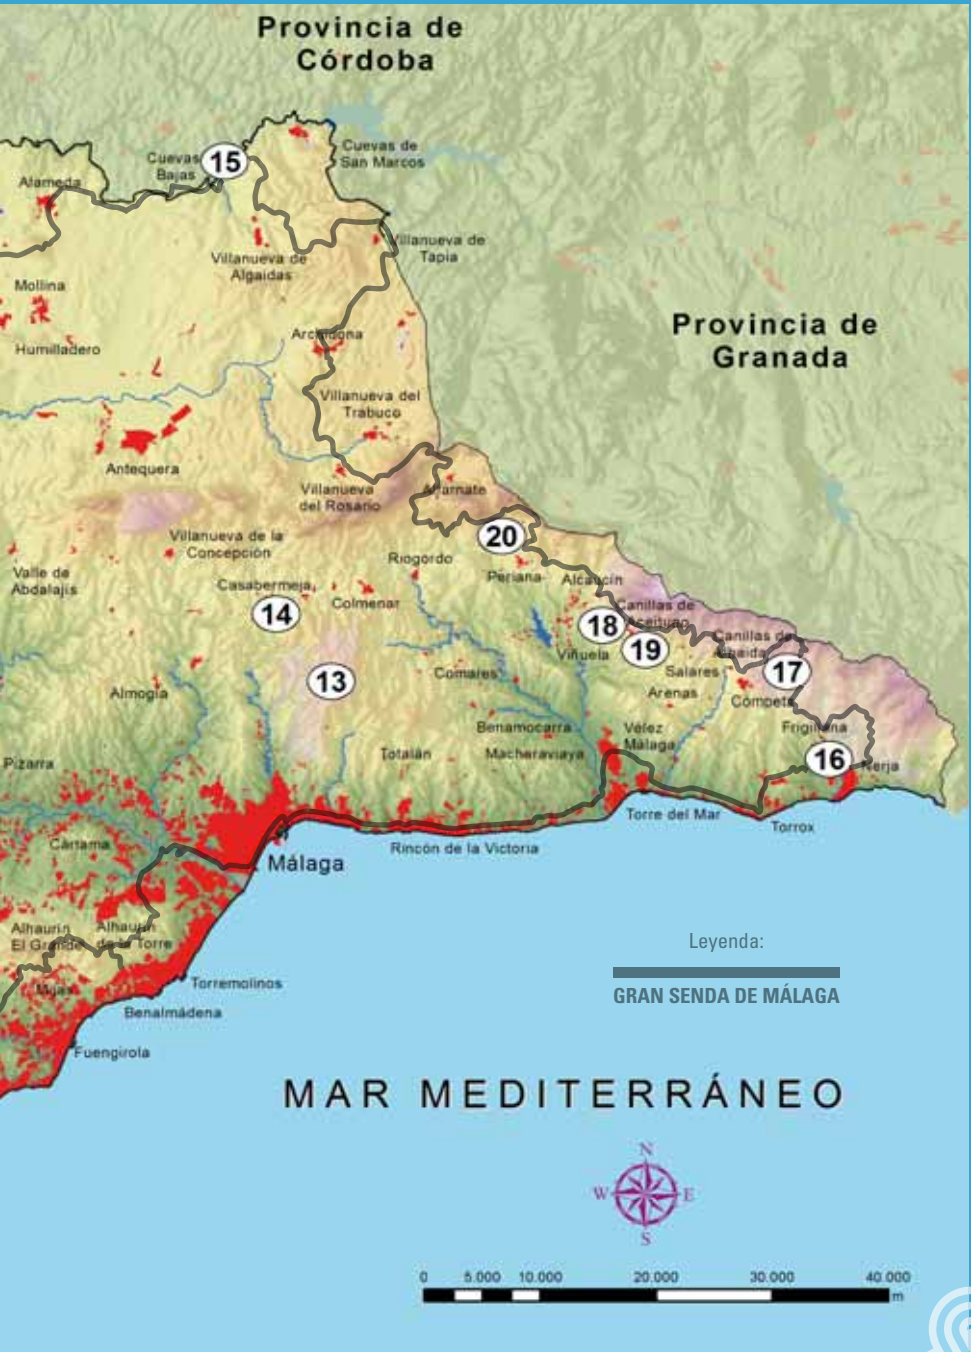 Provincia de
Córdoba
Cuevas de
San Marcos
Cuevas
Bajas
15
Alameda
Villanueva de
Tapia
Villanueva de
Algaidas
Mollina
Provincia de
Granada
Archidona
Humilladero
Villanueva del
Trabuco
Antequera
Villanueva
del Rosario
Alfarnate
Villanueva de la
Concepción
20
Riogordo
Valle de
Abdalajís
Periana
Alcaucín
Casabermeja
Colmenar
14
Canillas de
Aceituno
18
19
Viñuela
Canillas de
Albaida
17
13
Comares
Salares
Almogía
Arenas
Cómpeta
Benamocarra
Vélez
Málaga
Frigiliana
Totalán
Macharaviaya
16
Nerja
Pizarra
Torre del Mar
Torrox
Cártama
Rincón de la Victoria
Málaga
Alhaurín
El Grande
Alhaurín
de la Torre
Leyenda:
GRAN SENDA DE MÁLAGA
Mijas
Torremolinos
Benalmádena
Fuengirola
MAR MEDITERRÁNEO
N
W E
S
0 5.000 10.000 20.000 30.000 40.000
m